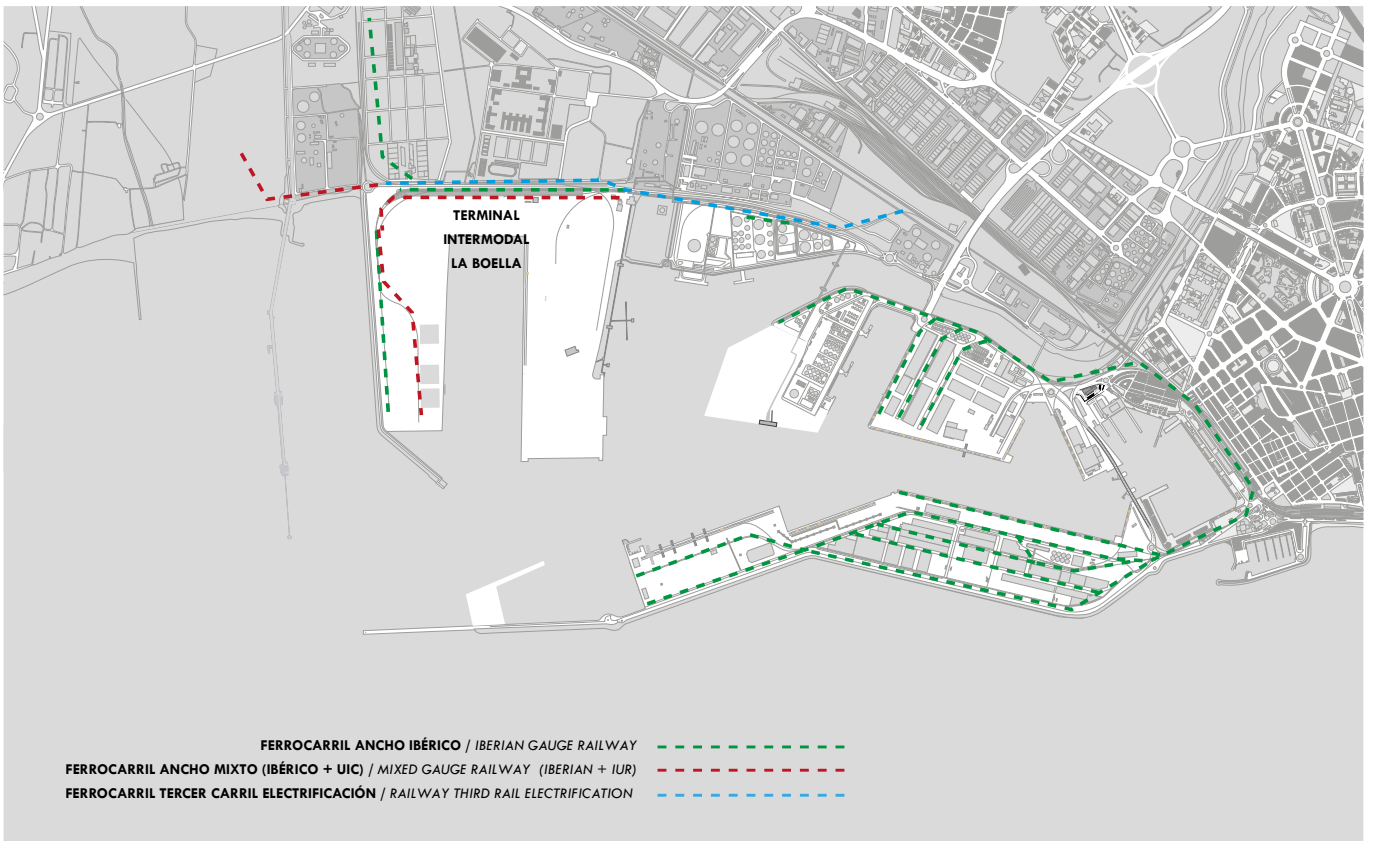 TERMINAL
INTERMODAL
LA BOELLA
FERROCARRIL ANCHO IBÉRICO / IBERIAN GAUGE RAILWAY
FERROCARRIL ANCHO MIXTO (IBÉRICO + UIC) / MIXED GAUGE RAILWAY (IBERIAN + IUR)
FERROCARRIL TERCER CARRIL ELECTRIFICACIÓN / RAILWAY THIRD RAIL ELECTRIFICATION